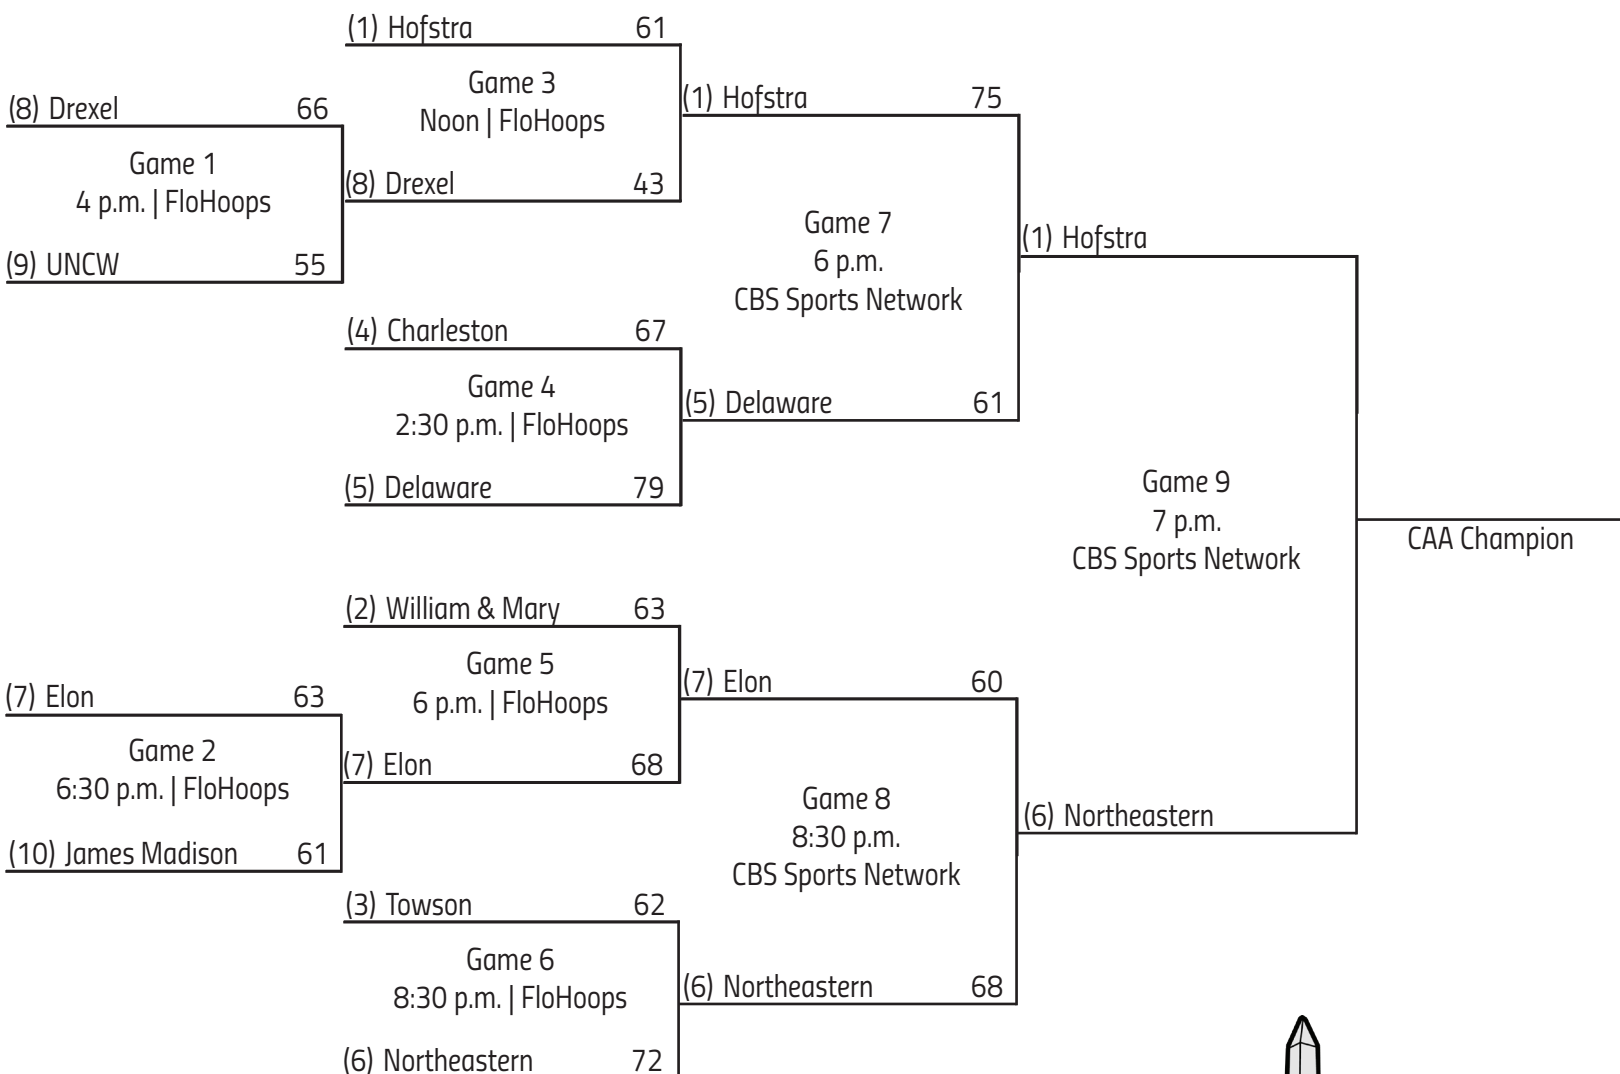 (1) Hofstra 61
Game 3
Noon | FloHoops
(8) Drexel 43
(8) Drexel 66
Game 1
4 p.m. | FloHoops
(9) UNCW 55
(1) Hofstra 75
Game 7
6 p.m.
CBS Sports Network
(5) Delaware 61
(4) Charleston 67
Game 4
2:30 p.m. | FloHoops
(5) Delaware 79
(1) Hofstra
Game 9
7 p.m.
CBS Sports Network
CAA Champion
(2) William & Mary 63
Game 5
6 p.m. | FloHoops
(7) Elon 68
(7) Elon 63
Game 2
6:30 p.m. | FloHoops
(10) James Madison 61
(7) Elon 60
Game 8
8:30 p.m.
CBS Sports Network
(6) Northeastern 68
(6) Northeastern
(3) Towson 62
Game 6
8:30 p.m. | FloHoops
(6) Northeastern 72